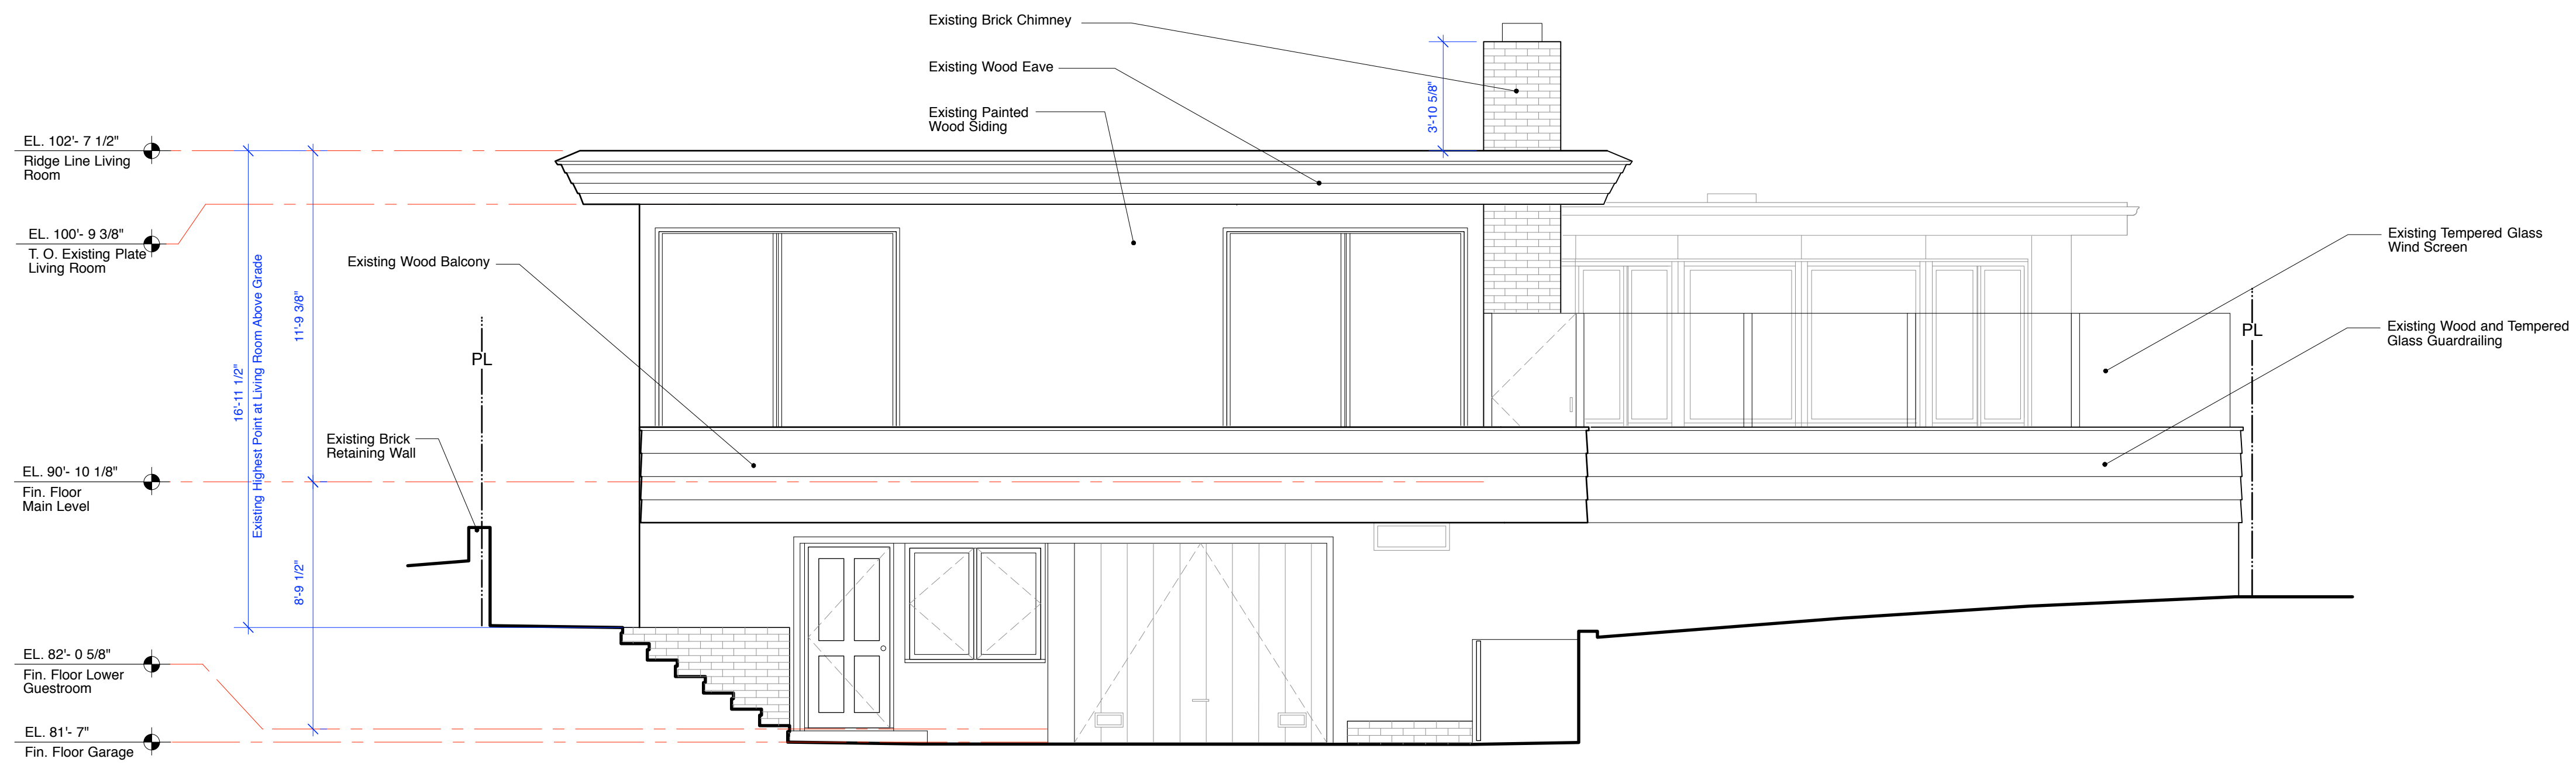 Existing Brick Chimney
Existing Wood Eave
Existing Painted
Wood Siding
3'-10 5/8"
EL. 102'- 7 1/2"
Ridge Line Living
Room
EL. 100'- 9 3/8"
T. O. Existing Plate
Living Room
Existing Wood Balcony
Existing Tempered Glass
Wind Screen
Existing Wood and Tempered
Glass Guardrailing
PL
PL
16'-11 1/2"
Existing Highest Point at Living Room Above Grade
11'-9 3/8"
Existing Brick
Retaining Wall
EL. 90'- 10 1/8"
Fin. Floor
Main Level
8'-9 1/2"
EL. 82'- 0 5/8"
Fin. Floor Lower
Guestroom
EL. 81'- 7"
Fin. Floor Garage